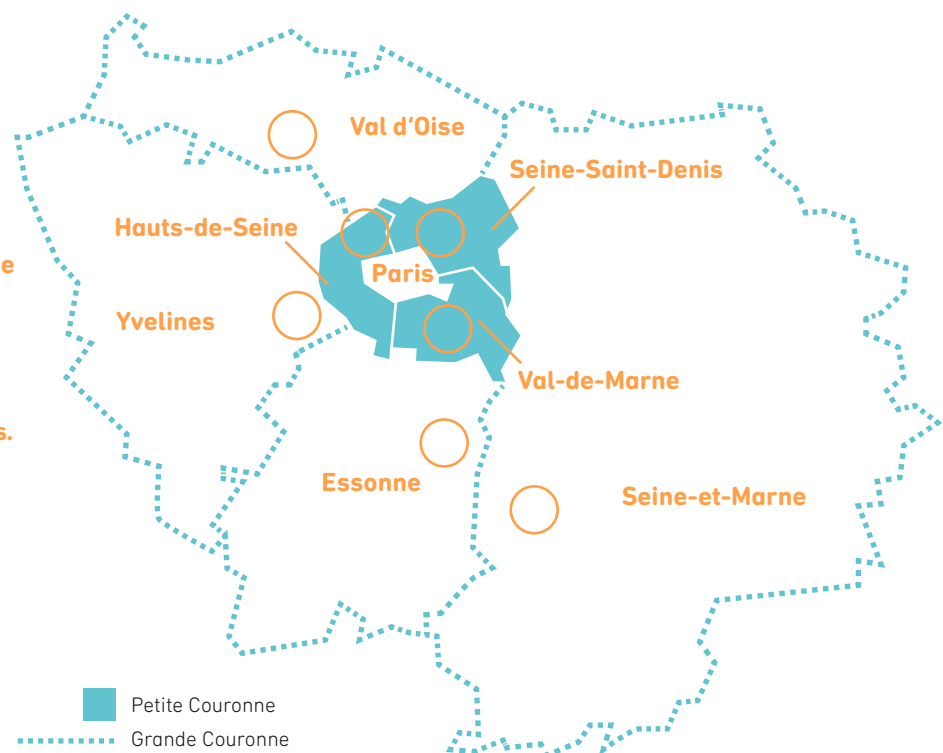 Val d'Oise
Seine-Saint-Denis
Hauts-de-Seine
e
Paris
Yvelines
Val-de-Marne
s.
Essonne
Seine-et-Marne
Petite Couronne
Grande Couronne